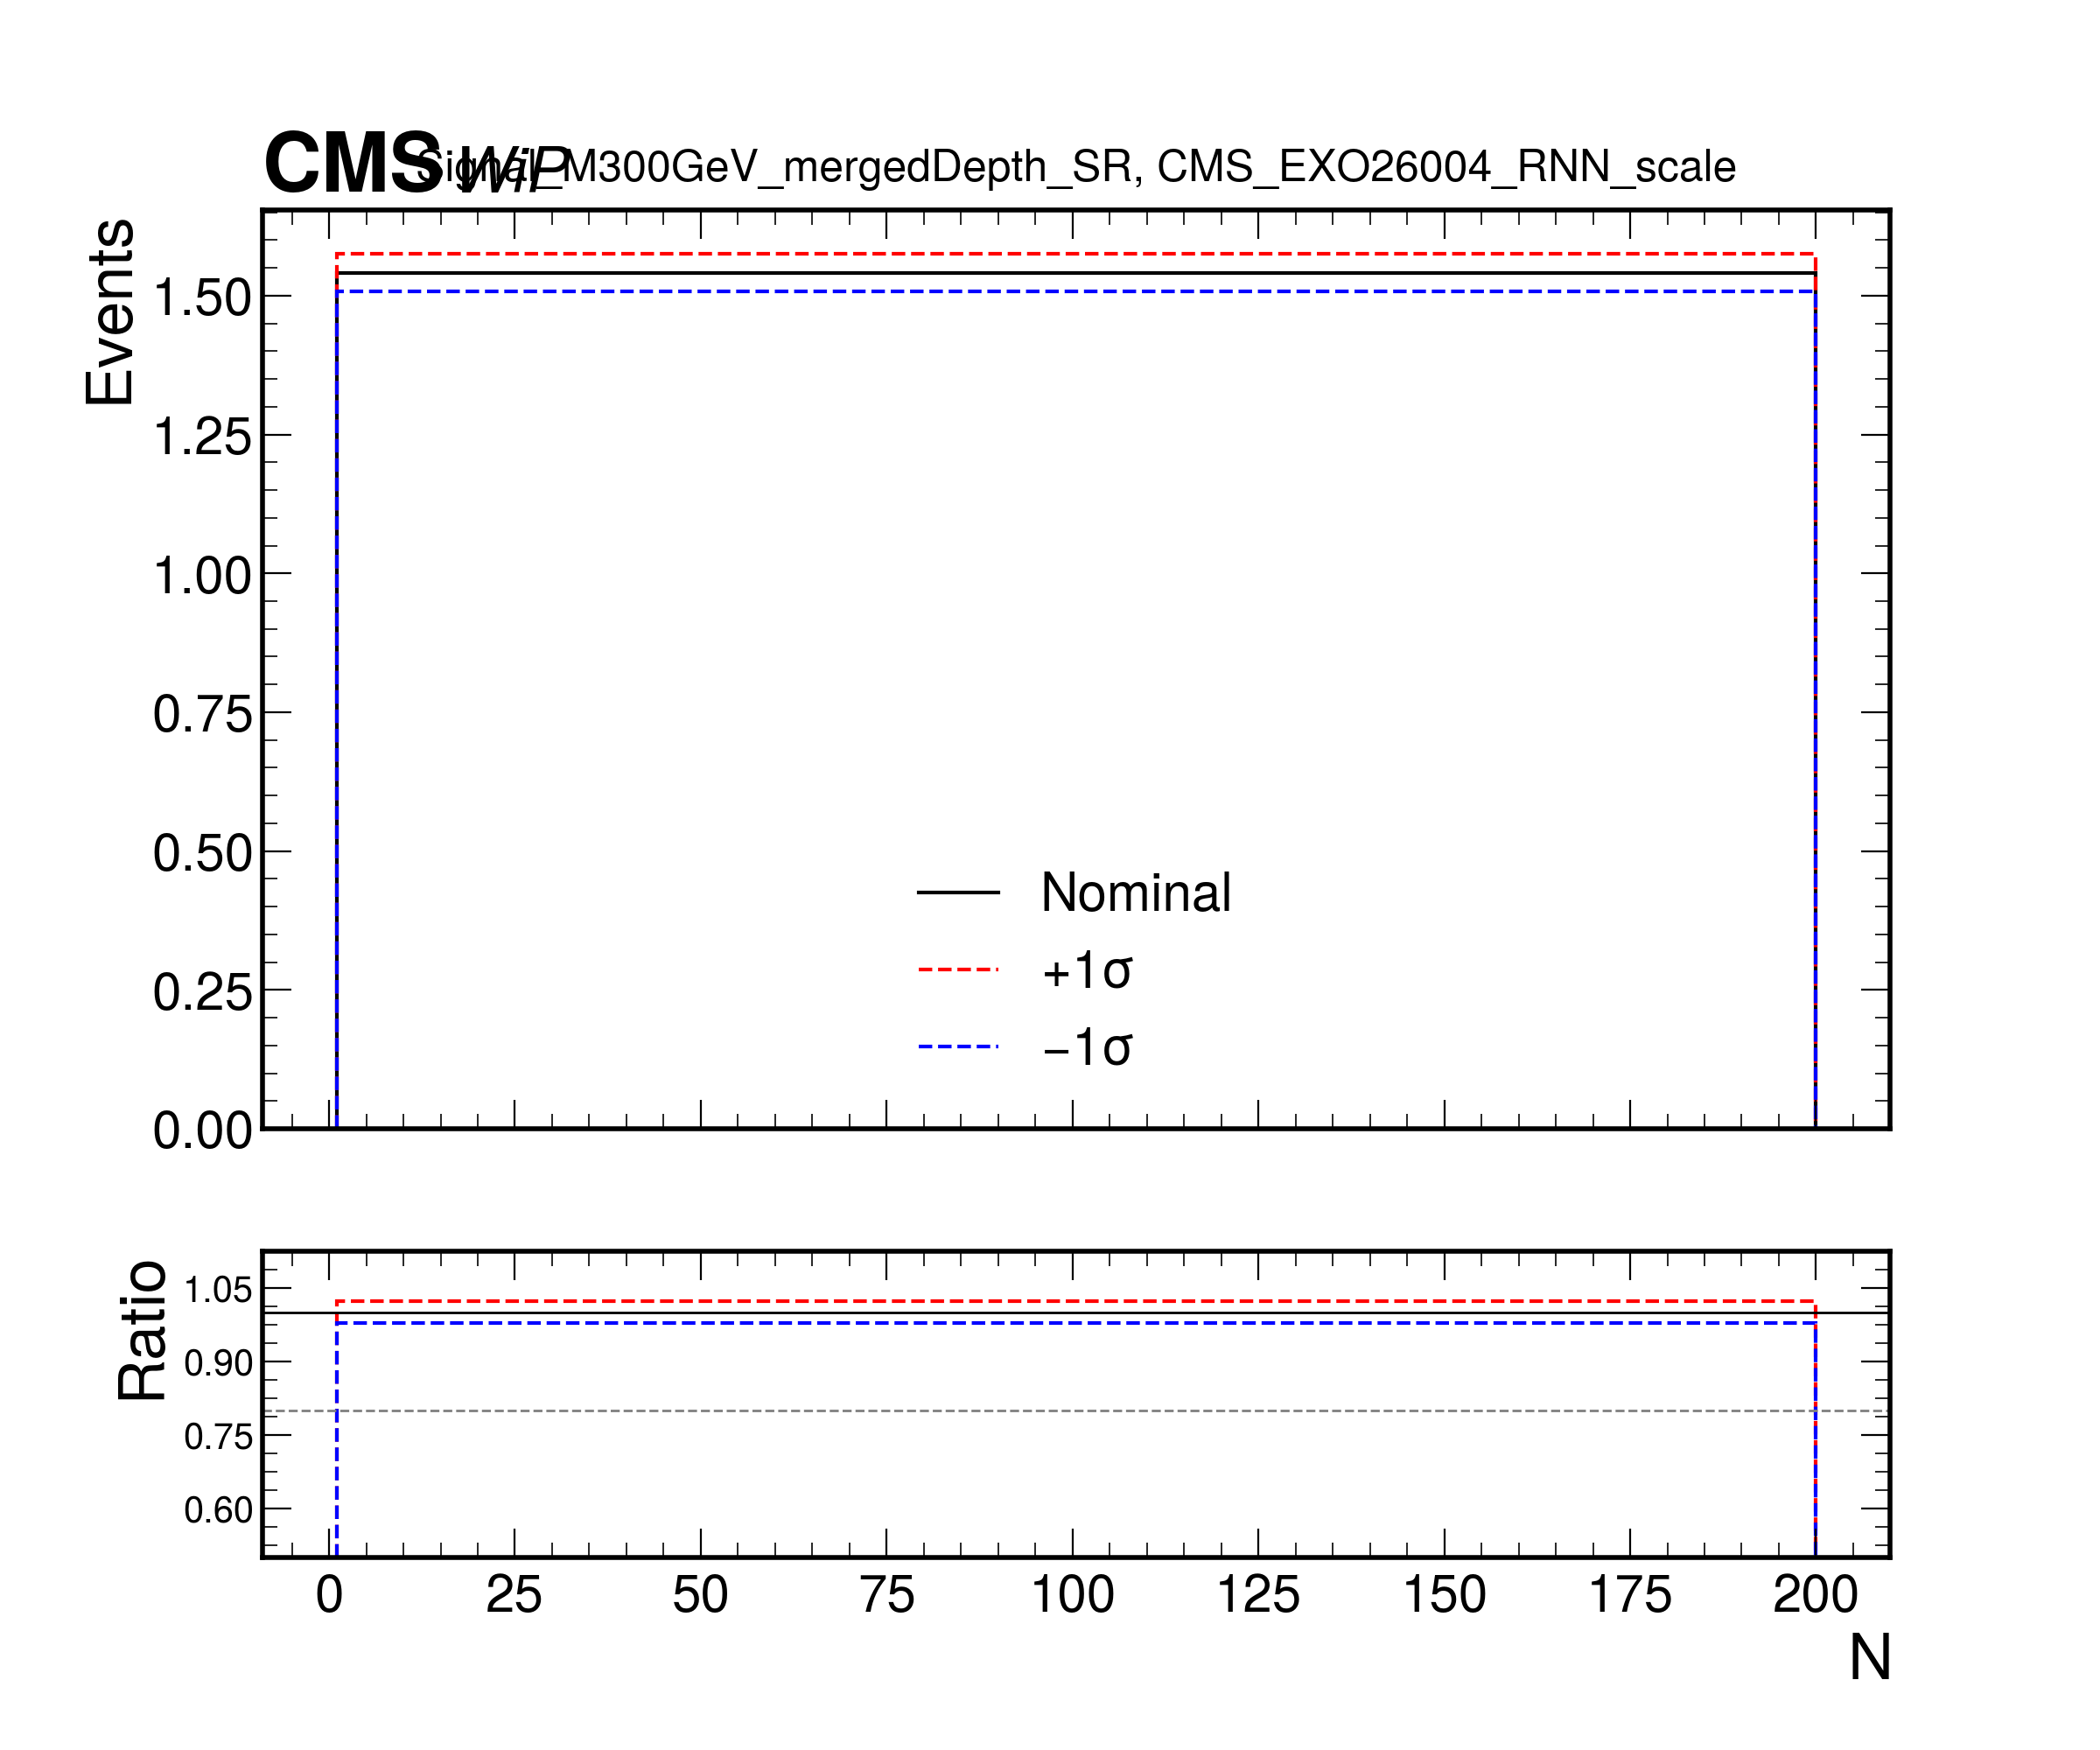 CMS WiP
Signal_M300GeV_mergedDepth_SR, CMS_EXO26004_RNN_scale
Events
1.50
1.25
1.00
0.75
0.50
0.25
0.00
Nominal
+1σ
−1σ
Ratio
1.05
0.90
0.75
0.60
0 25 50 75 100 125 150 175 200
N